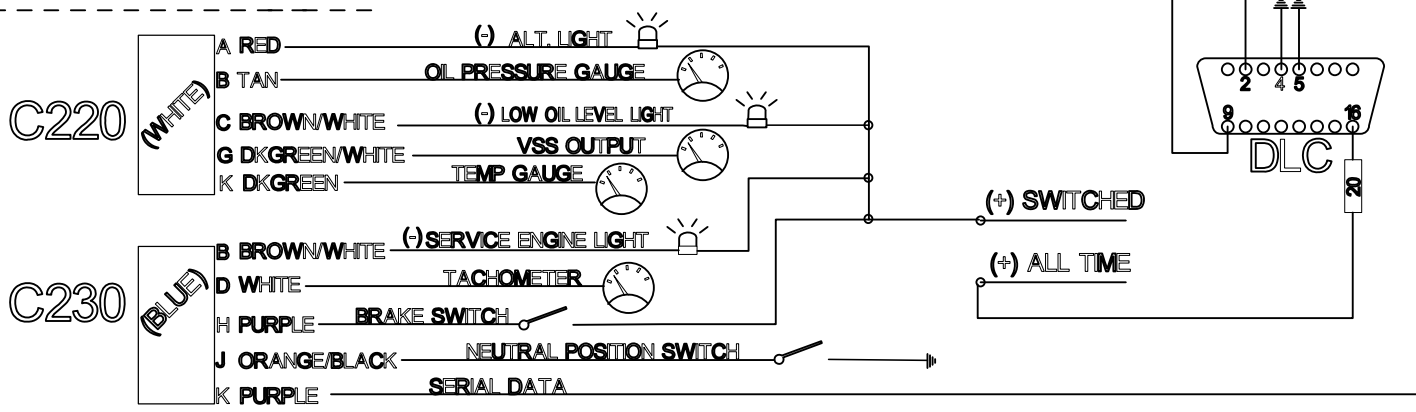 C220
(WHITE)
A RED (-) ALT. LIGHT
B TAN OIL PRESSURE GAUGE
C BROWN/WHITE (-) LOW OIL LEVEL LIGHT
G DKGREEN/WHITE VSS OUTPUT
K DKGREEN TEMP GAUGE
C230
(BLUE)
B BROWN/WHITE (-) SERVICE ENGINE LIGHT
D WHITE TACHOMETER
H PURPLE BRAKE SWITCH
J ORANGE/BLACK NEUTRAL POSITION SWITCH
K PURPLE SERIAL DATA
(+) SWITCHED
(+) ALL TIME
2 4 5
9 16
DLC
20